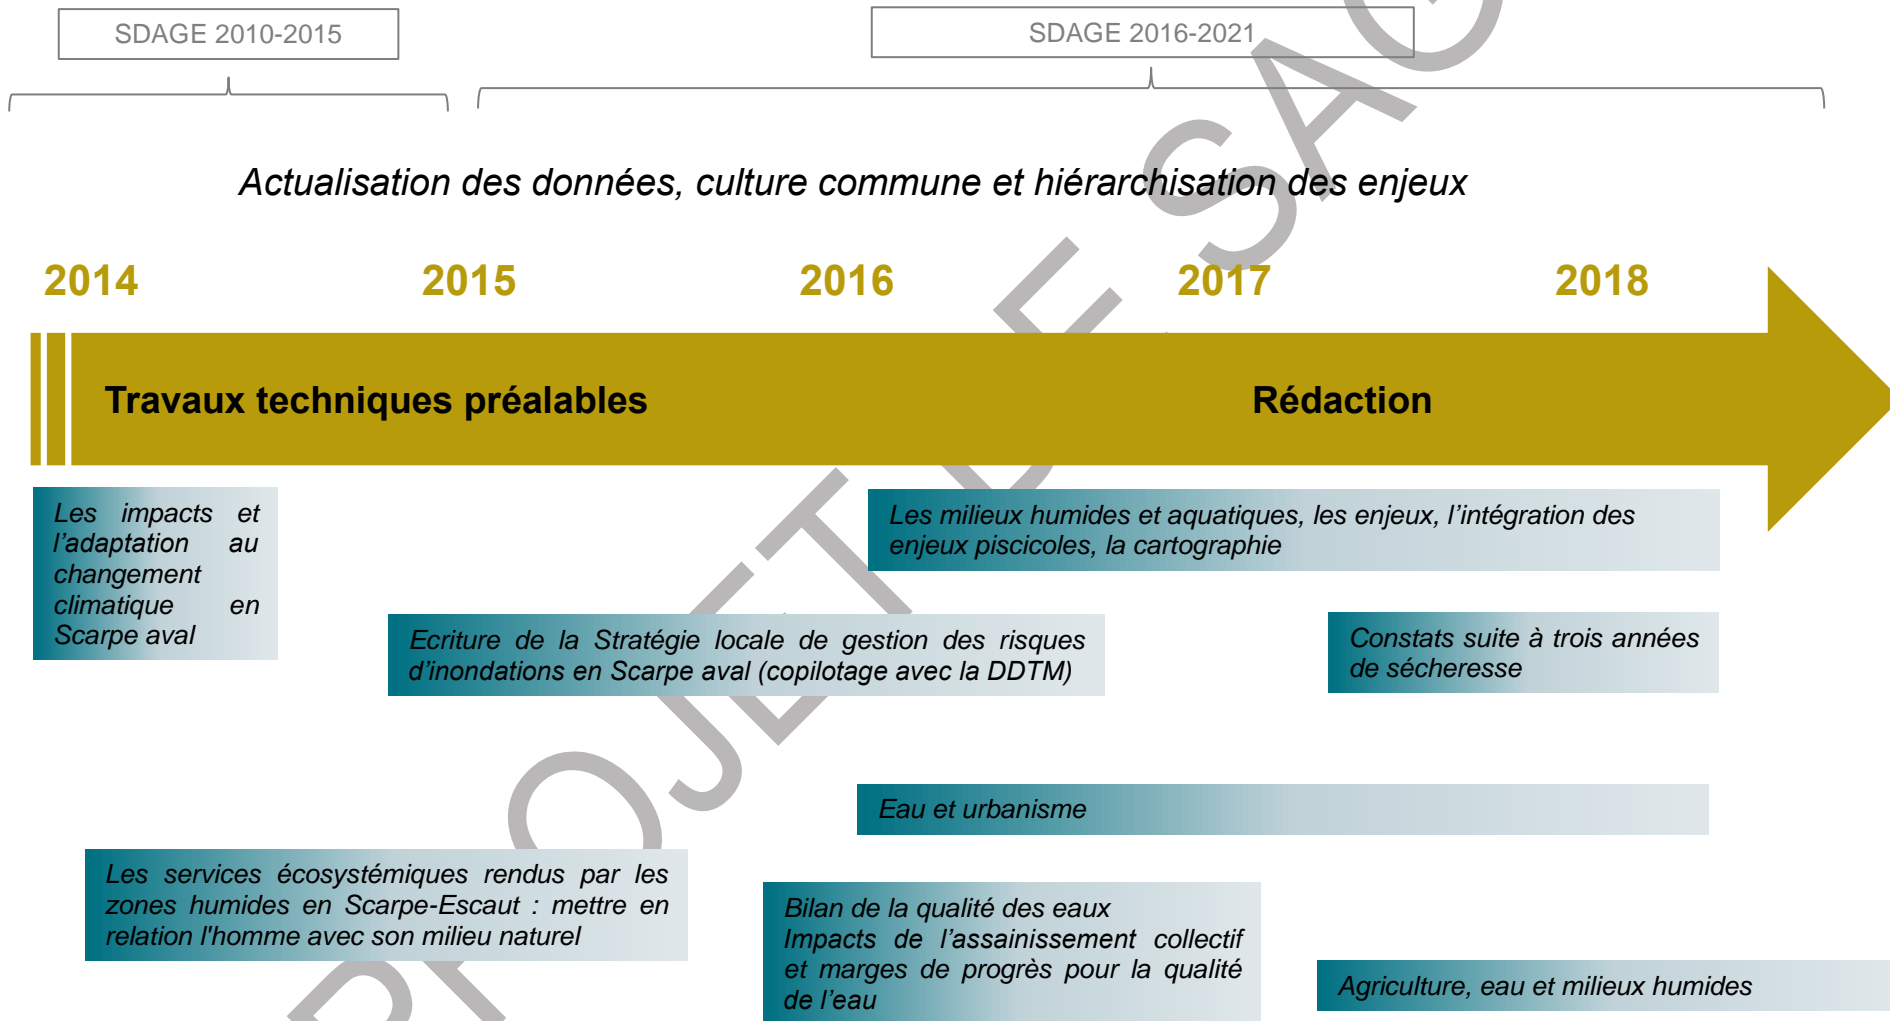 SDAGE 2010-2015
SDAGE 2016-2021
Actualisation des données, culture commune et hiérarchisation des enjeux
2014
2015
2016
2017
2018
Travaux techniques préalables
Rédaction
Les impacts et
l’adaptation au
changement
climatique en
Scarpe aval
Les milieux humides et aquatiques, les enjeux, l’intégration des
enjeux piscicoles, la cartographie
Ecriture de la Stratégie locale de gestion des risques
d’inondations en Scarpe aval (copilotage avec la DDTM)
Constats suite à trois années
de sécheresse
Eau et urbanisme
Les services écosystémiques rendus par les
zones humides en Scarpe-Escaut : mettre en
relation l'homme avec son milieu naturel
Bilan de la qualité des eaux
Impacts de l’assainissement collectif
et marges de progrès pour la qualité
de l’eau
Agriculture, eau et milieux humides
PROJET DE SAG